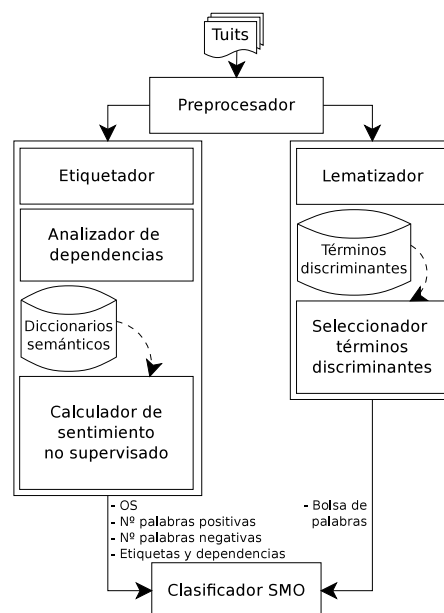 Tuits
Preprocesador
Etiquetador
Analizador de
dependencias
Diccionarios
semánticos
Calculador de
sentimiento
no supervisado
Lematizador
Términos
discriminantes
Seleccionador
términos
discriminantes
- OS
- Nº palabras positivas
- Nº palabras negativas
- Etiquetas y dependencias
- Bolsa de
palabras
Clasificador SMO